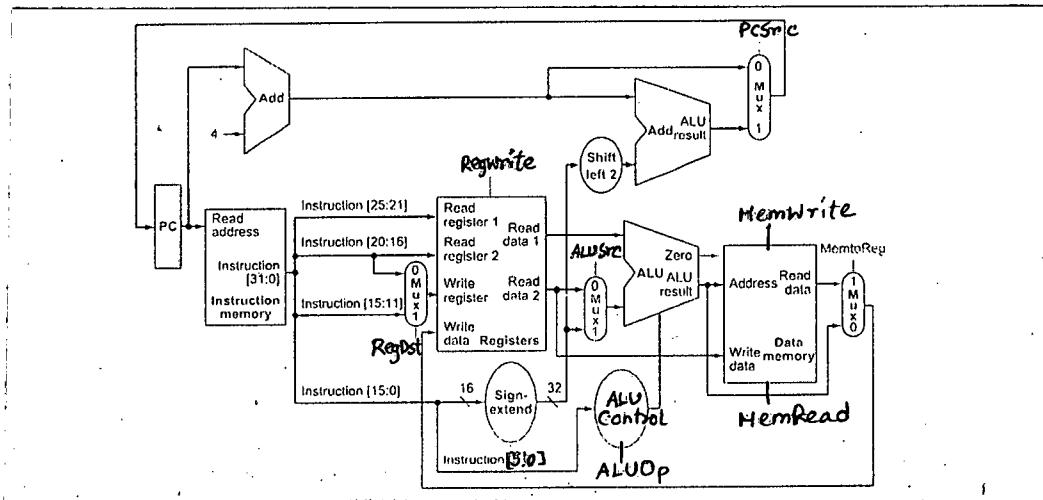 PCSrc
0
M
u
x
1
Add
4
Add
ALU
result
Shift
left 2
RegWrite
PC
Read
address
Instruction
[31:0]
Instruction
memory
Instruction [25:21]
Instruction [20:16]
Instruction [15:11]
0
M
u
x
1
RegDst
Read
register 1
Read
register 2
Write
register
Write
data
Registers
Read
data 1
Read
data 2
ALUSrc
0
M
u
x
1
Zero
ALU
ALU
result
MemWrite
Address
Read
data
Write
data
Data
memory
MemRead
MemtoReg
1
M
u
x
0
Instruction [15:0]
16
Sign-
extend
32
ALU
Control
Instruction [5:0]
ALUOp